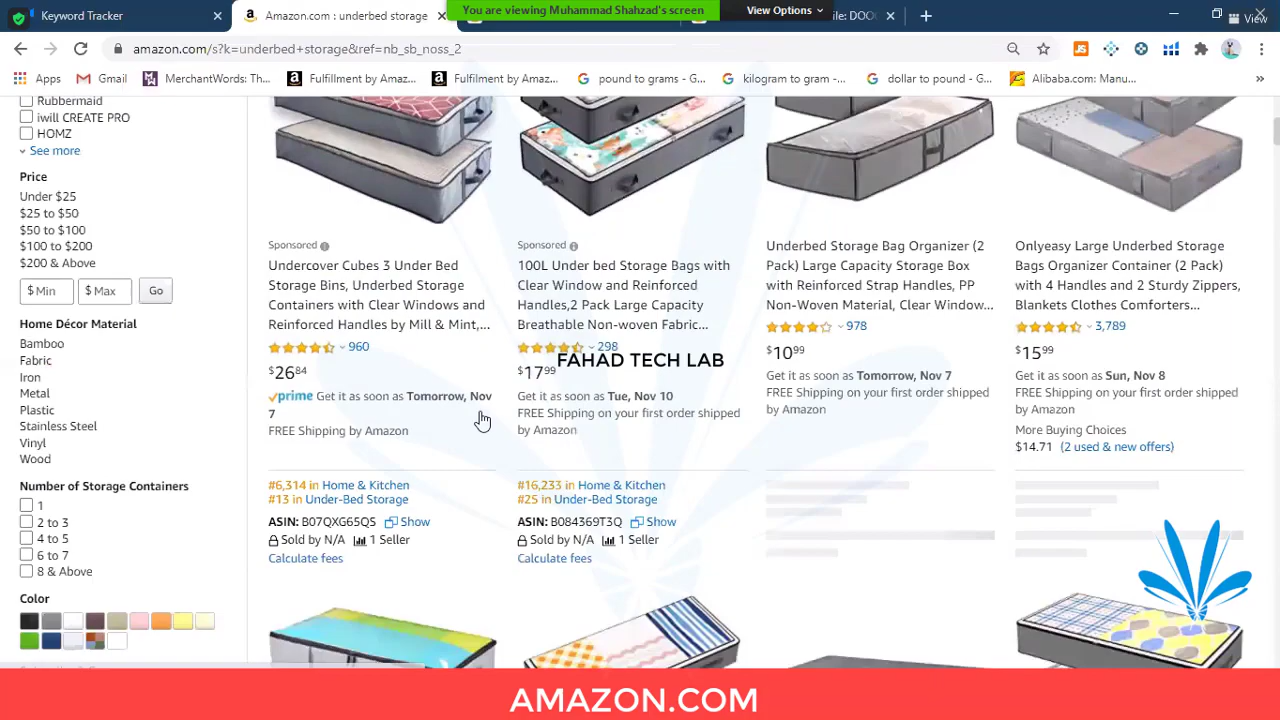 Keyword Tracker
Amazon.com : underbed storage
You are viewing Muhammad Shahzad's screen
View Options
ile: DOO
View
amazon.com/s?k=underbed+storage&ref=nb_sb_noss_2
Apps
Gmail
MerchantWords: Th...
Fulfillment by Amaz...
Fulfilment by Amaz...
pound to grams - G...
kilogram to gram -...
dollar to pound - G...
Alibaba.com: Manu...
Rubbermaid
iwill CREATE PRO
HOMZ
See more
Price
Under $25
$25 to $50
$50 to $100
$100 to $200
$200 & Above
$ Min
$ Max
Go
Home Décor Material
Bamboo
Fabric
Iron
Metal
Plastic
Stainless Steel
Vinyl
Wood
Number of Storage Containers
1
2 to 3
4 to 5
6 to 7
8 & Above
Color
Sponsored
Undercover Cubes 3 Under Bed
Storage Bins, Underbed Storage
Containers with Clear Windows and
Reinforced Handles by Mill & Mint,...
960
$26 84
prime Get it as soon as Tomorrow, Nov
7
FREE Shipping by Amazon
#6,314 in Home & Kitchen
#13 in Under-Bed Storage
ASIN: B07QXG65QS Show
Sold by N/A 1 Seller
Calculate fees
Sponsored
100L Under bed Storage Bags with
Clear Window and Reinforced
Handles,2 Pack Large Capacity
Breathable Non-woven Fabric...
298
$17 99
Get it as soon as Tue, Nov 10
FREE Shipping on your first order shipped
by Amazon
#16,233 in Home & Kitchen
#25 in Under-Bed Storage
ASIN: B084369T3Q Show
Sold by N/A 1 Seller
Calculate fees
Underbed Storage Bag Organizer (2
Pack) Large Capacity Storage Box
with Reinforced Strap Handles, PP
Non-Woven Material, Clear Window...
978
$10 99
Get it as soon as Tomorrow, Nov 7
FREE Shipping on your first order shipped
by Amazon
Onlyeasy Large Underbed Storage
Bags Organizer Container (2 Pack)
with 4 Handles and 2 Sturdy Zippers,
Blankets Clothes Comforters...
3,789
$15 99
Get it as soon as Sun, Nov 8
FREE Shipping on your first order shipped
by Amazon
More Buying Choices
$14.71 (2 used & new offers)
FAHAD TECH LAB
AMAZON.COM